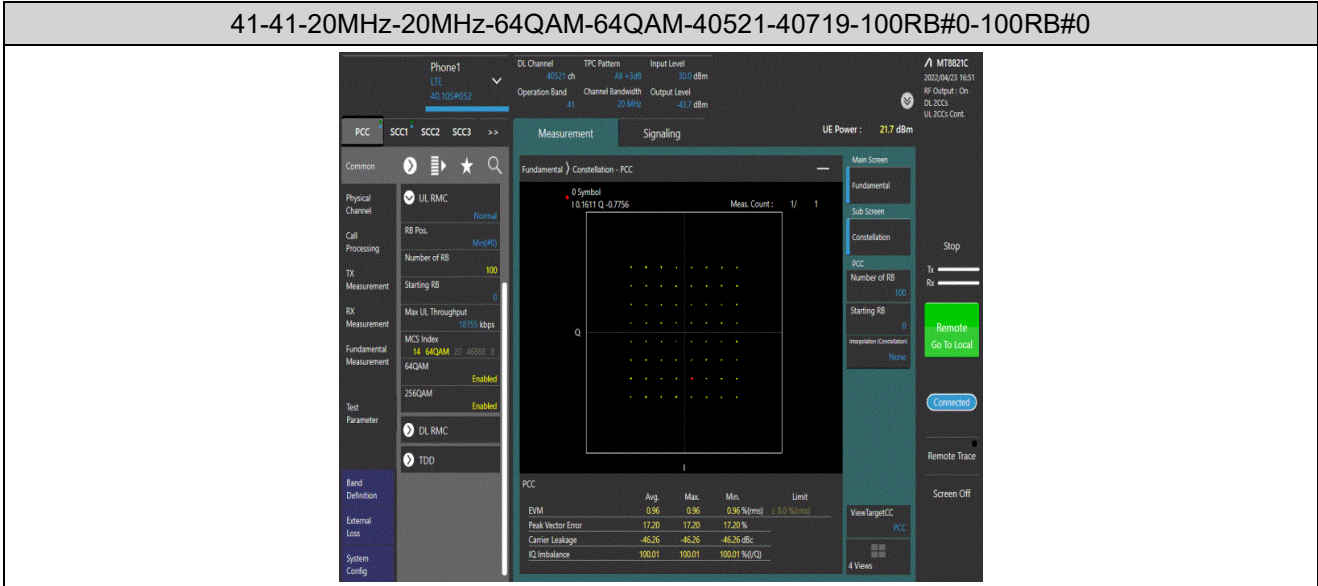 41-41-20MHz-20MHz-64QAM-64QAM-40521-40719-100RB#0-100RB#0
Phone1
LTE
40.10S#052
DL Channel
40521 ch
TPC Pattern
All +3dB
Input Level
30.0 dBm
Operation Band
41
Channel Bandwidth
20 MHz
Output Level
-43.7 dBm
MT8821C
2022/04/23 16:51
RF Output : On
DL 2CCs
UL 2CCs Cont.
PCC SCC1 SCC2 SCC3 >>
Measurement
Signaling
UE Power : 21.7 dBm
Common
Physical
Channel
Call
Processing
TX
Measurement
RX
Measurement
Fundamental
Measurement
Test
Parameter
Band
Definition
External
Loss
System
Config
UL RMC
Normal
RB Pos.
Min(#0)
Number of RB
100
Starting RB
0
Max UL Throughput
18755 kbps
MCS Index
14 64QAM 20 46888 8
64QAM
Enabled
256QAM
Enabled
DL RMC
TDD
Fundamental Constellation - PCC
0 Symbol
I 0.1611 Q -0.7756
Meas. Count : 1/ 1
Q
I
PCC
Avg. Max. Min. Limit
EVM 0.96 0.96 0.96 %(rms) ≤ 8.0 %(rms)
Peak Vector Error 17.20 17.20 17.20 %
Carrier Leakage -46.26 -46.26 -46.26 dBc
IQ Imbalance 100.01 100.01 100.01 %(I/Q)
Main Screen
Fundamental
Sub Screen
Constellation
PCC
Number of RB
100
Starting RB
0
Interpolation (Constellation)
None
ViewTargetCC
PCC
4 Views
Stop
Tx
Rx
Remote
Go To Local
Connected
Remote Trace
Screen Off